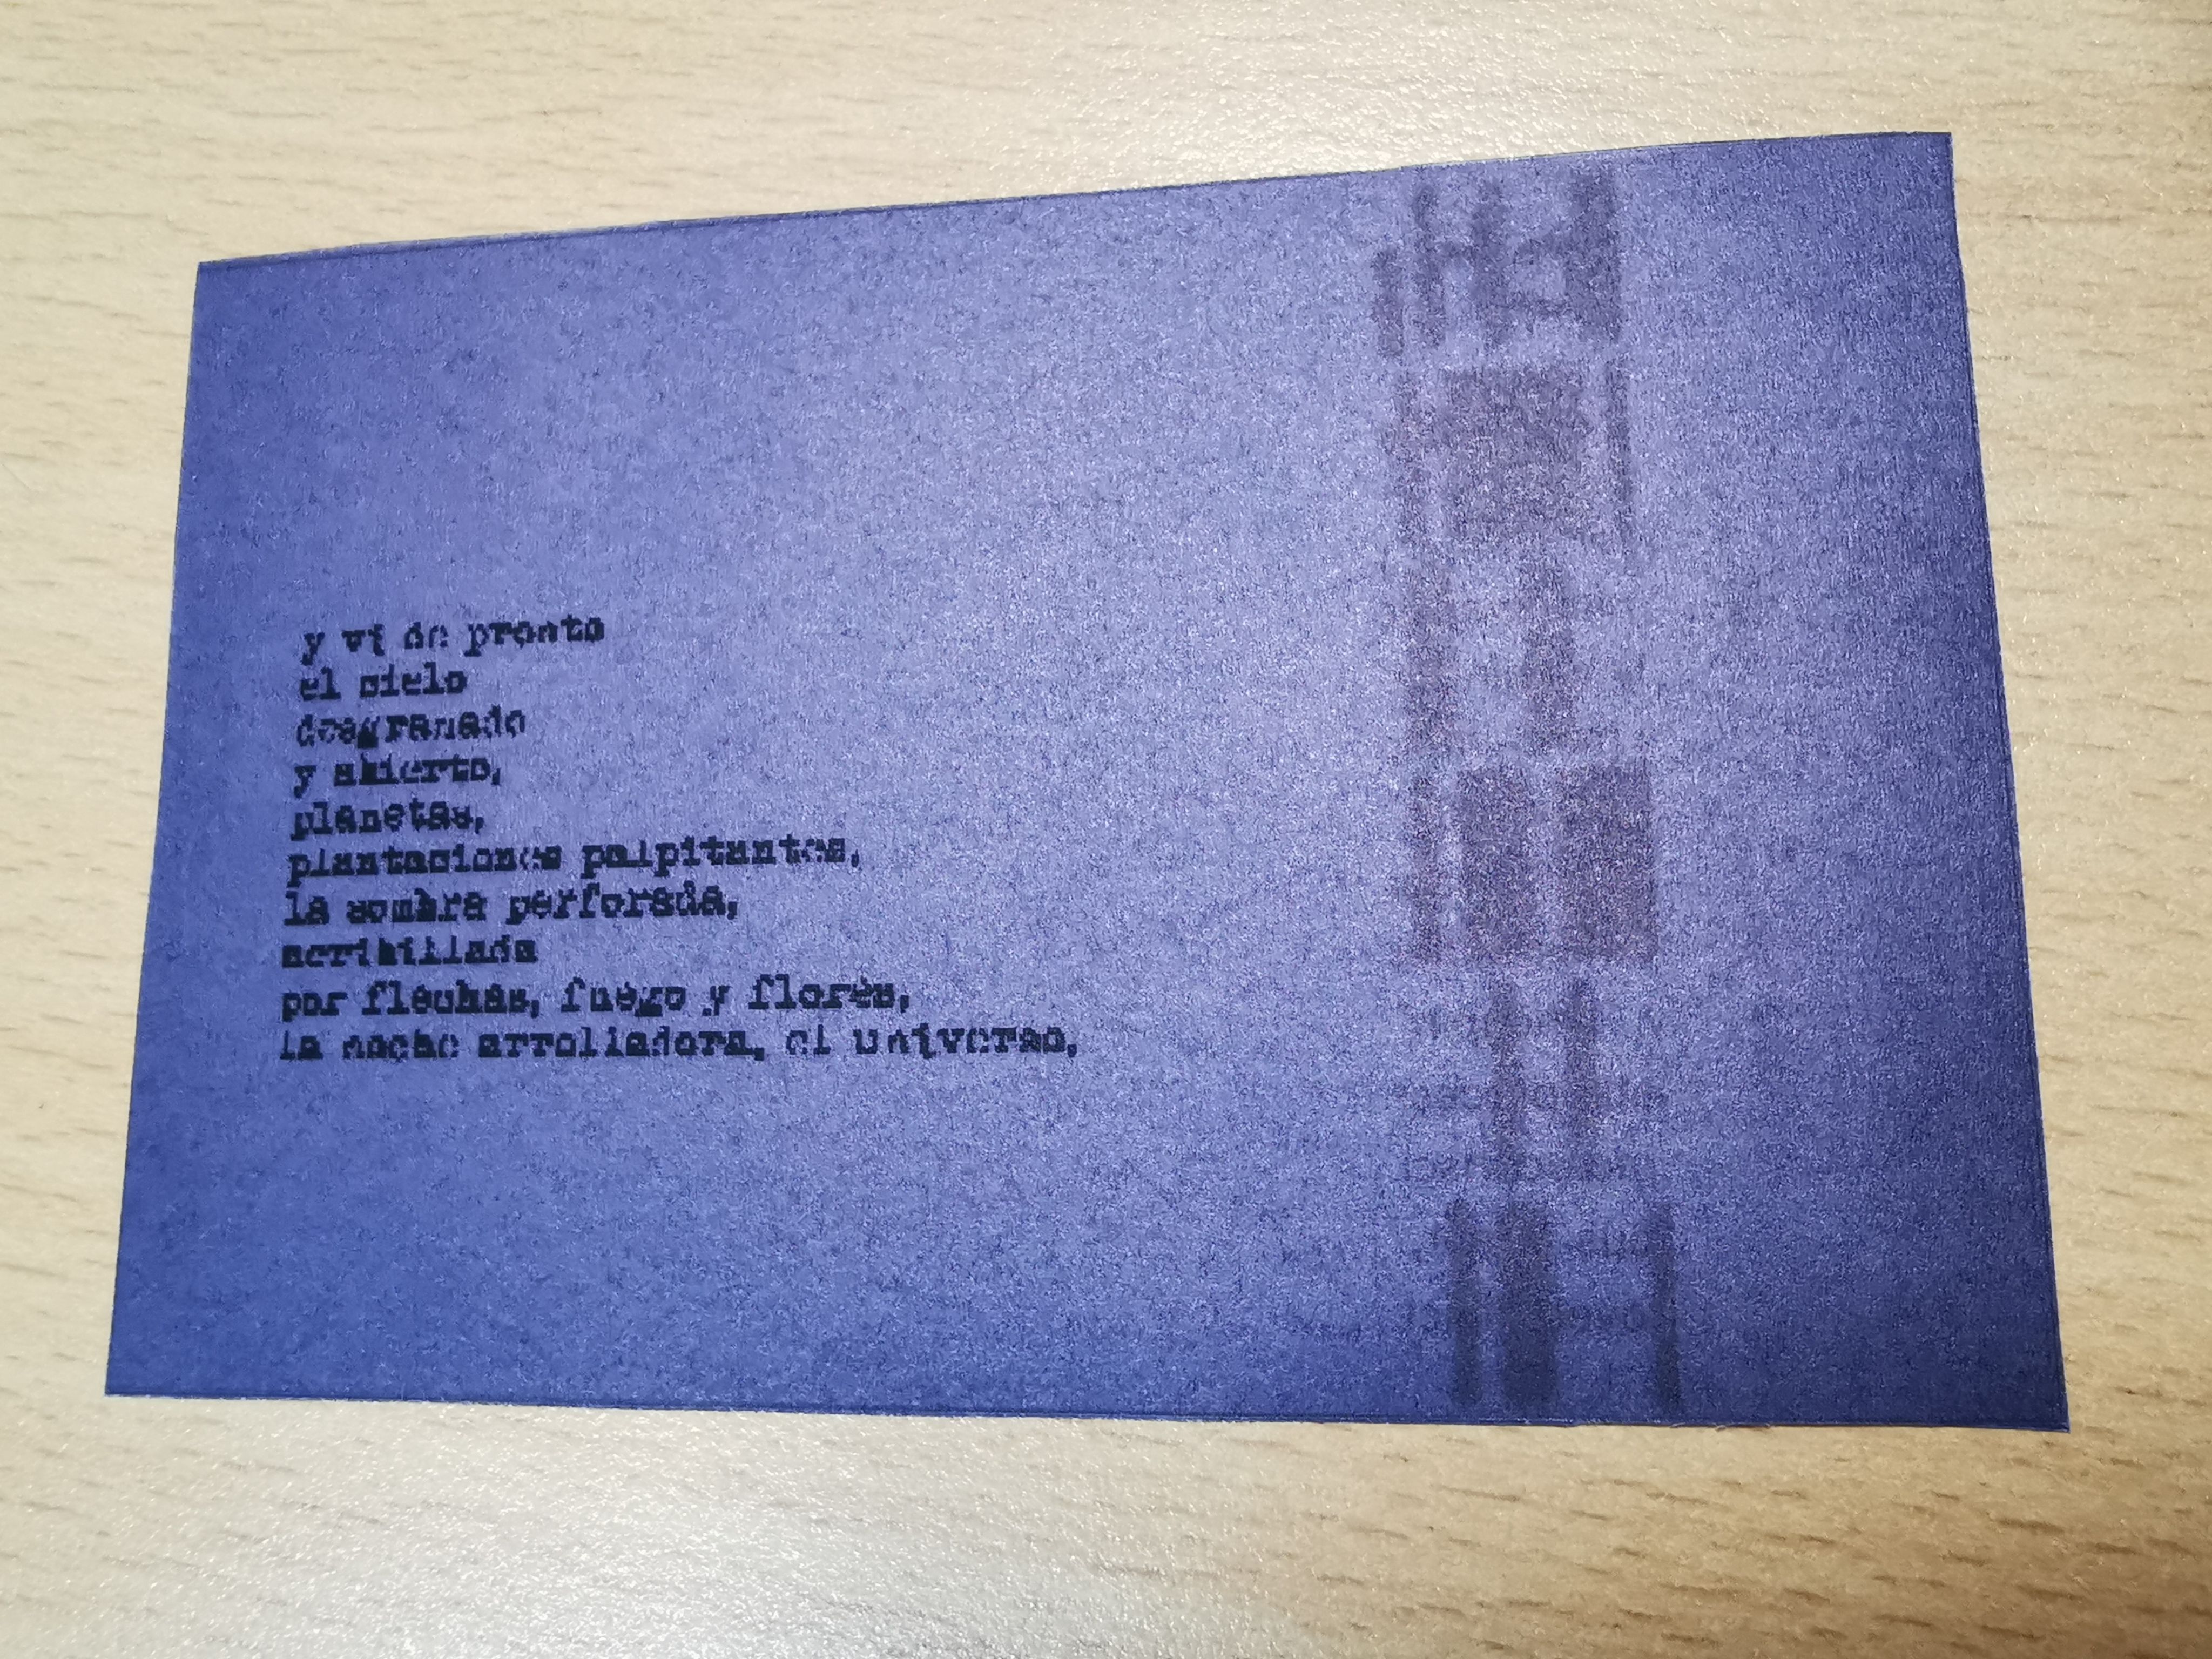 y vi de pronto
el cielo
desgranado
y abierto,
planetas,
plantaciones palpitantes,
la sombra perforada,
acribillada
por flechas, fuego y flores,
la noche arrolladora, el universo,